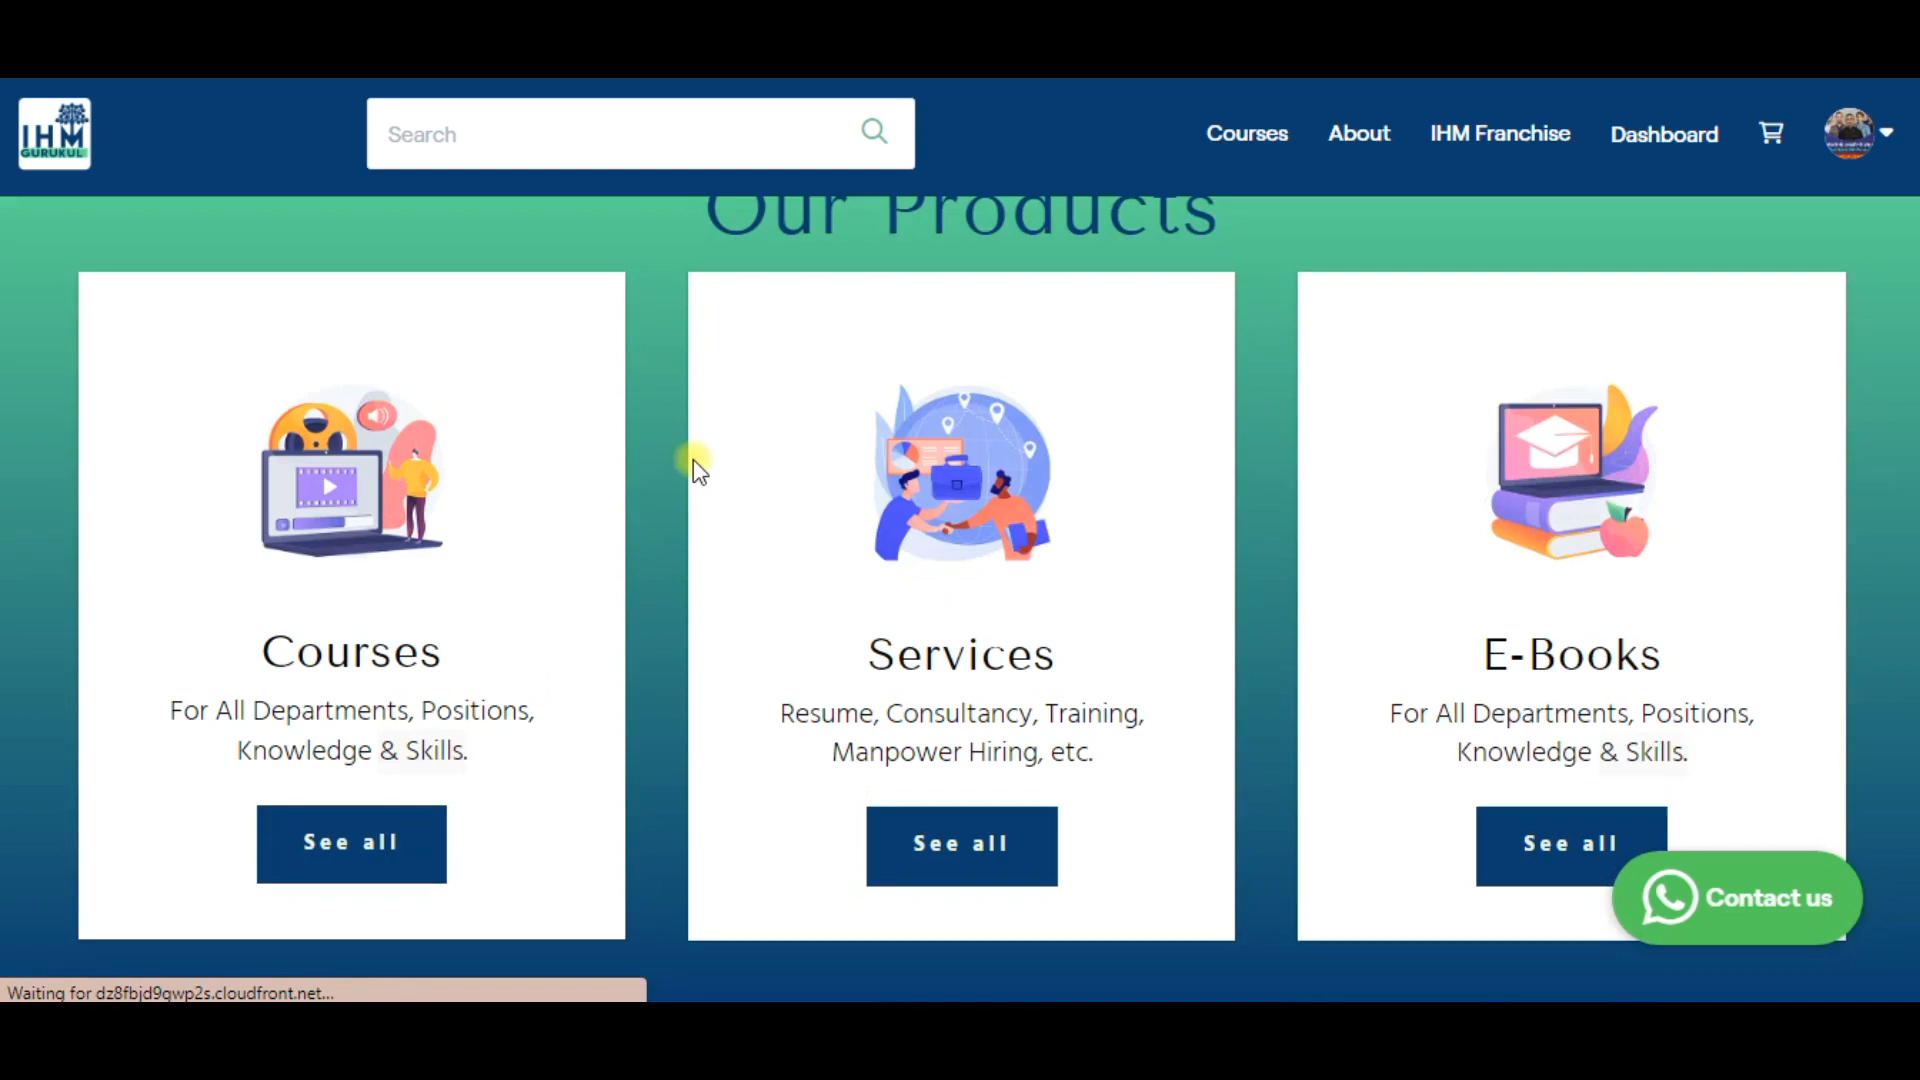 IHM
GURUKUL
Search
Courses
About
IHM Franchise
Dashboard
Our Products
Courses
For All Departments, Positions,
Knowledge & Skills.
See all
Services
Resume, Consultancy, Training,
Manpower Hiring, etc.
See all
E-Books
For All Departments, Positions,
Knowledge & Skills.
See all
Contact us
Waiting for dz8fbjd9qwp2s.cloudfront.net...